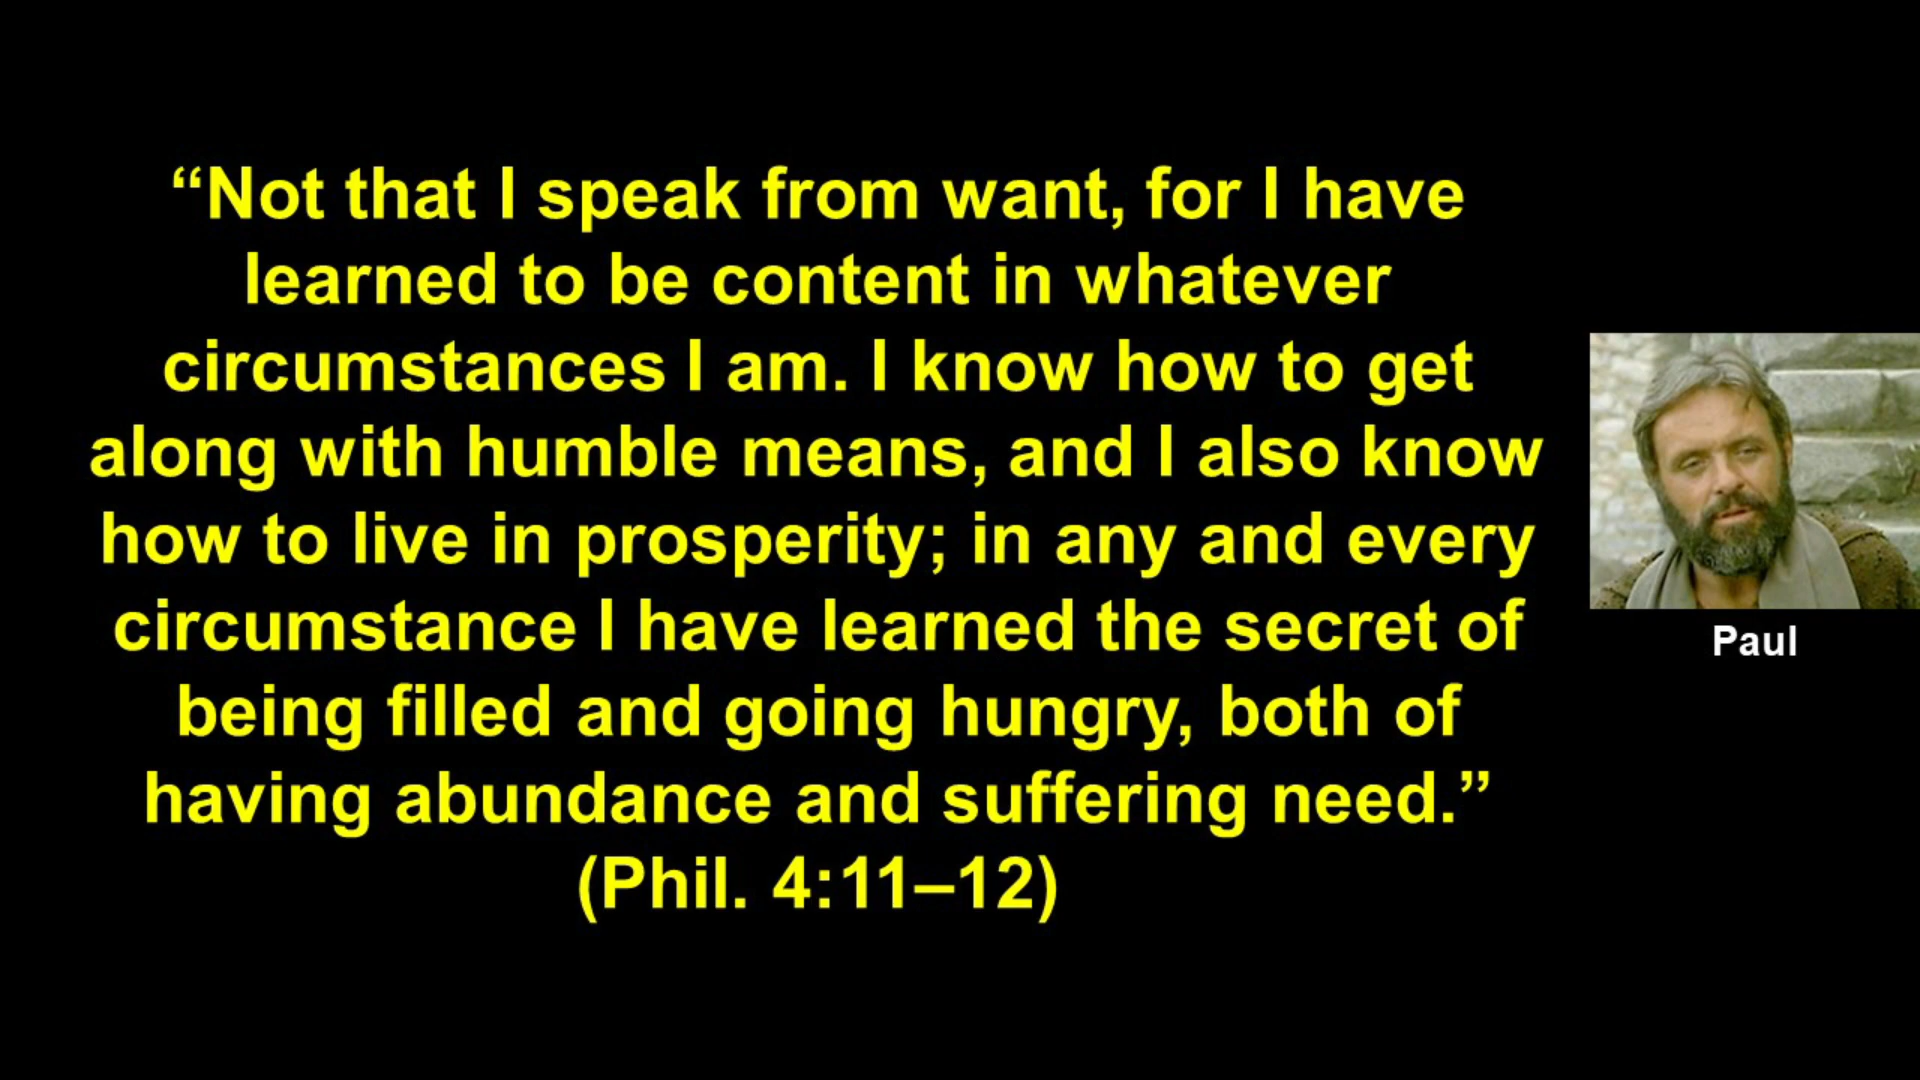 “Not that I speak from want, for I have
learned to be content in whatever
circumstances I am. I know how to get
along with humble means, and I also know
how to live in prosperity; in any and every
circumstance I have learned the secret of
being filled and going hungry, both of
having abundance and suffering need.”
(Phil. 4:11–12)
Paul